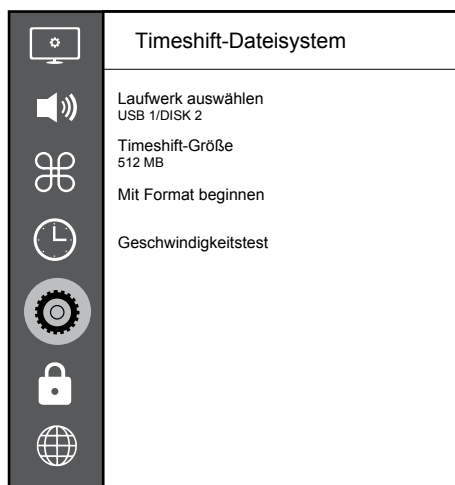 Timeshift-Dateisystem
Laufwerk auswählen
USB 1/DISK 2
Timeshift-Größe
512 MB
Mit Format beginnen
Geschwindigkeitstest